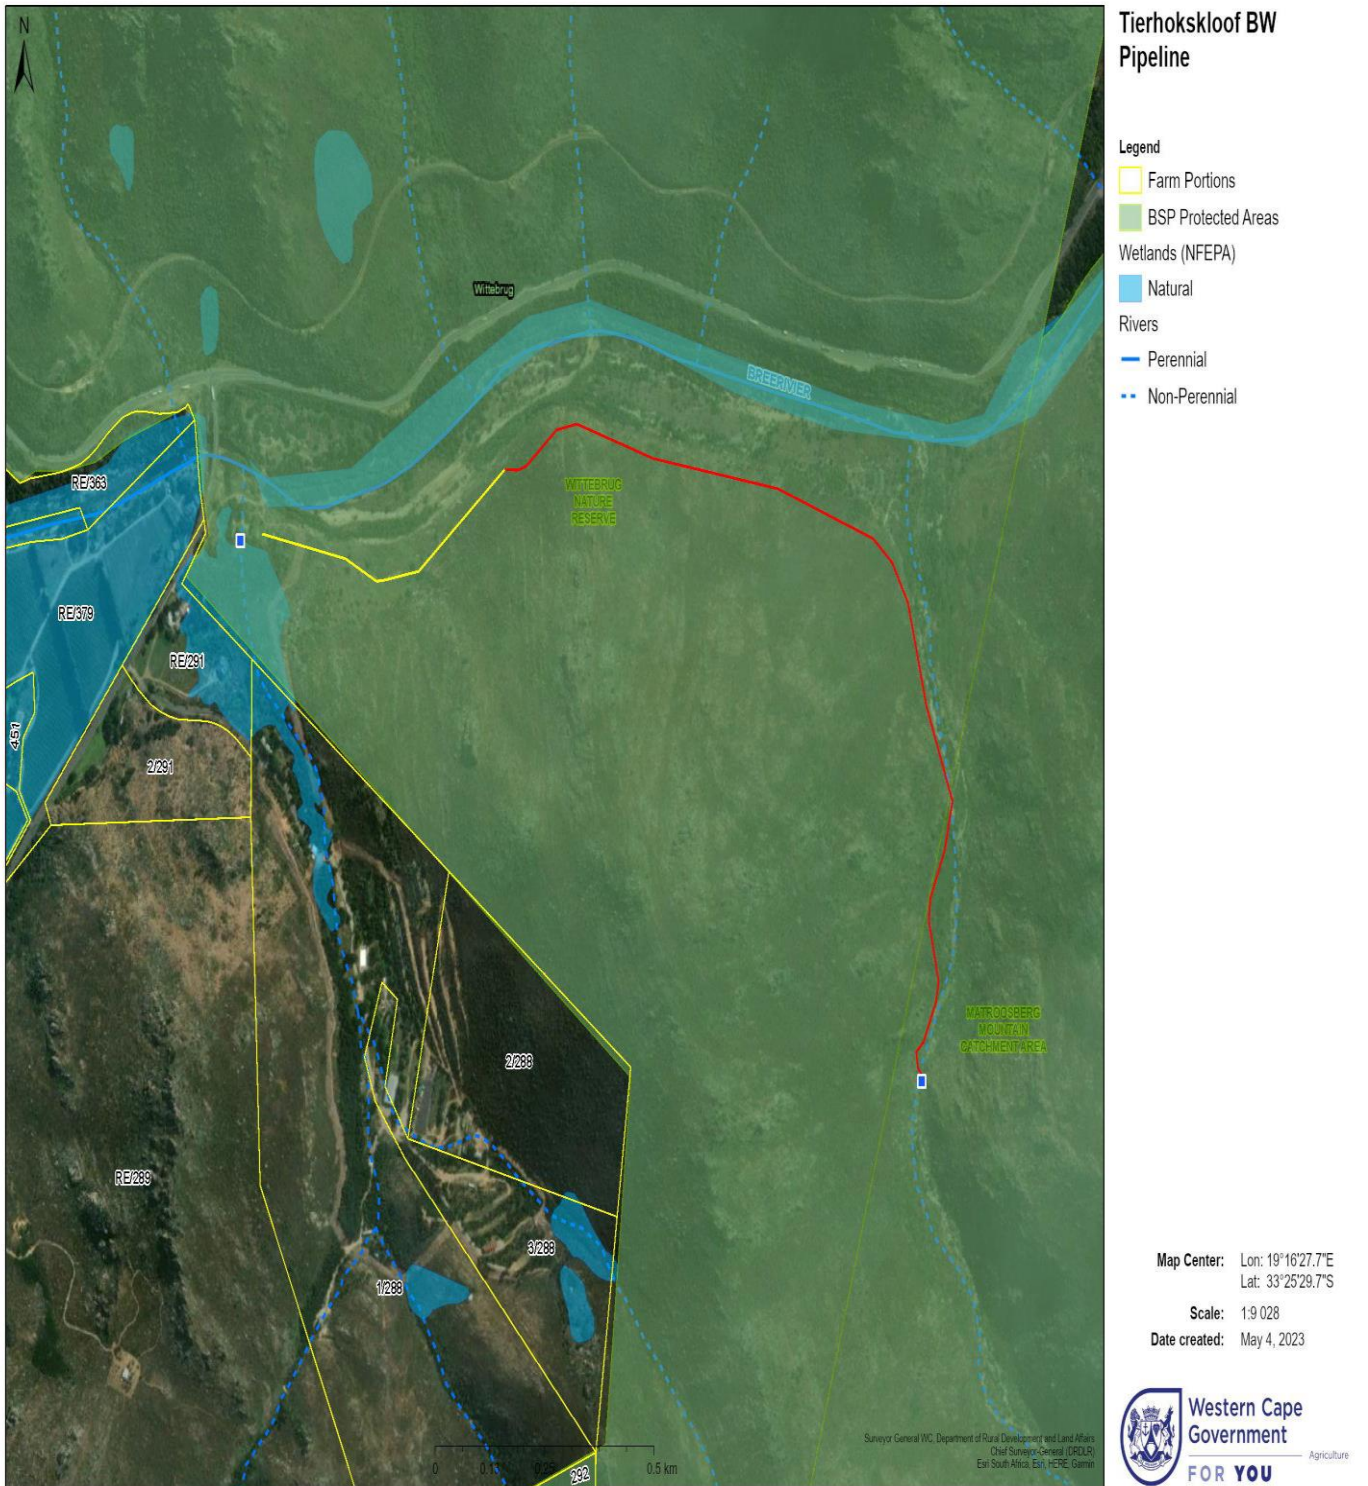 Tierhokskloof BW
Pipeline
N
Legend
Farm Portions
BSP Protected Areas
Wetlands (NFEPA)
Natural
Rivers
Perennial
Non-Perennial
Wittebrug
BREERIVIER
RE/363
WITTEBRUG
NATURE
RESERVE
RE/379
RE/291
451
2/291
MATROOSBERG
MOUNTAIN
CATCHMENT AREA
2/288
RE/289
3/288
1/288
292
0 0.13 0.25 0.5 km
Surveyor General WC, Department of Rural Development and Land Affairs
Chief Surveyor-General (DRDLR)
Esri South Africa, Esri, HERE, Garmin
Map Center: Lon: 19°16'27.7"E
Lat: 33°25'29.7"S
Scale: 1:9 028
Date created: May 4, 2023
Western Cape
Government
Agriculture
FOR YOU